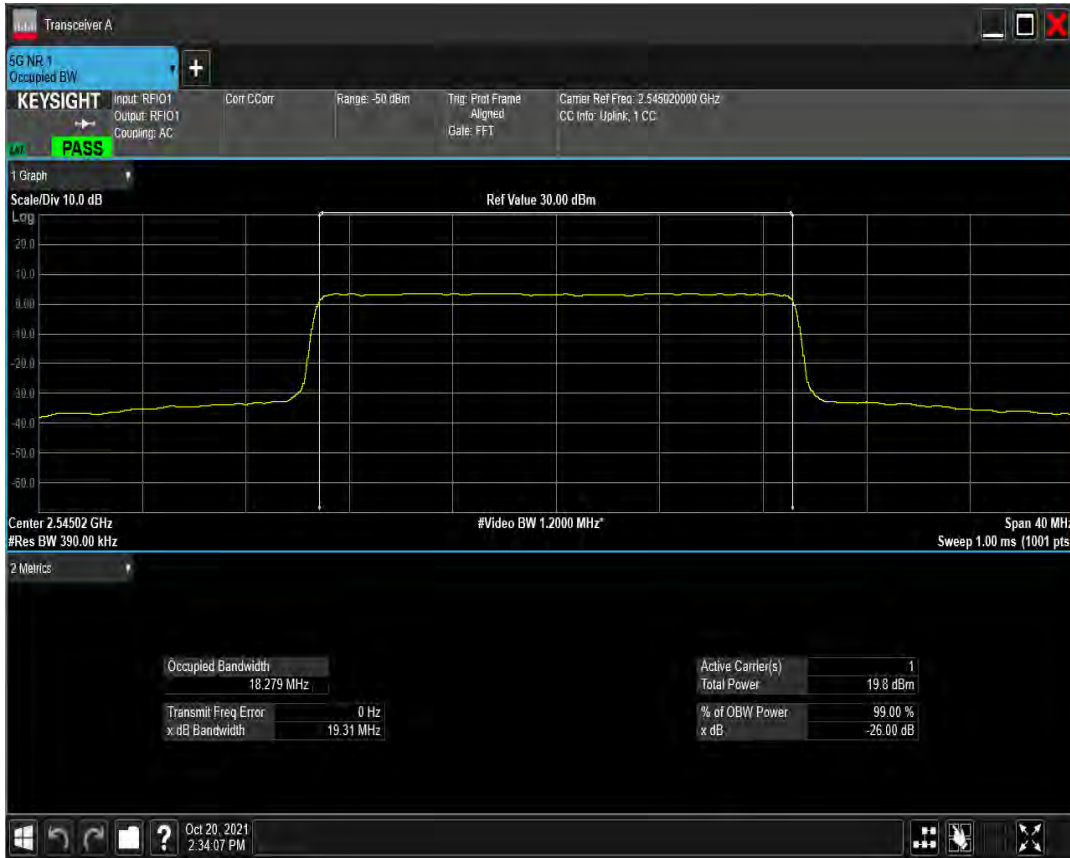 Transceiver A
5G NR 1
Occupied BW
+
KEYSIGHT
PASS
Input: RFIO1
Output: RFIO1
Coupling: AC
Corr CCorr
Range: -50 dBm
Trig: Prot Frame
Aligned
Gate: FFT
Carrier Ref Freq: 2.545020000 GHz
CC Info: Uplink, 1 CC
1 Graph
Scale/Div 10.0 dB
Ref Value 30.00 dBm
Log
20.0
10.0
0.00
-10.0
-20.0
-30.0
-40.0
-50.0
-60.0
Center 2.54502 GHz
#Video BW 1.2000 MHz*
Span 40 MHz
#Res BW 390.00 kHz
Sweep 1.00 ms (1001 pts
2 Metrics
Occupied Bandwidth
18.279 MHz
Transmit Freq Error 0 Hz
x dB Bandwidth 19.31 MHz
Active Carrier(s) 1
Total Power 19.8 dBm
% of OBW Power 99.00 %
x dB -26.00 dB
?
Oct 20, 2021
2:34:07 PM